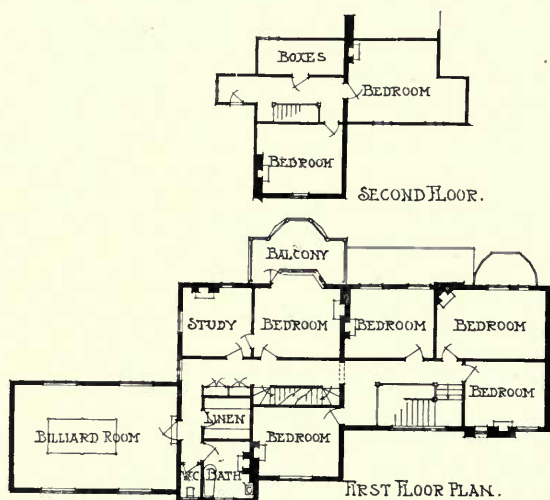 BOXES
BEDROOM
BEDROOM
SECOND FLOOR.
BALCONY
STUDY
BEDROOM
BEDROOM
BEDROOM
BEDROOM
LINEN
BILLIARD ROOM
BEDROOM
WC
BATH
FIRST FLOOR PLAN.